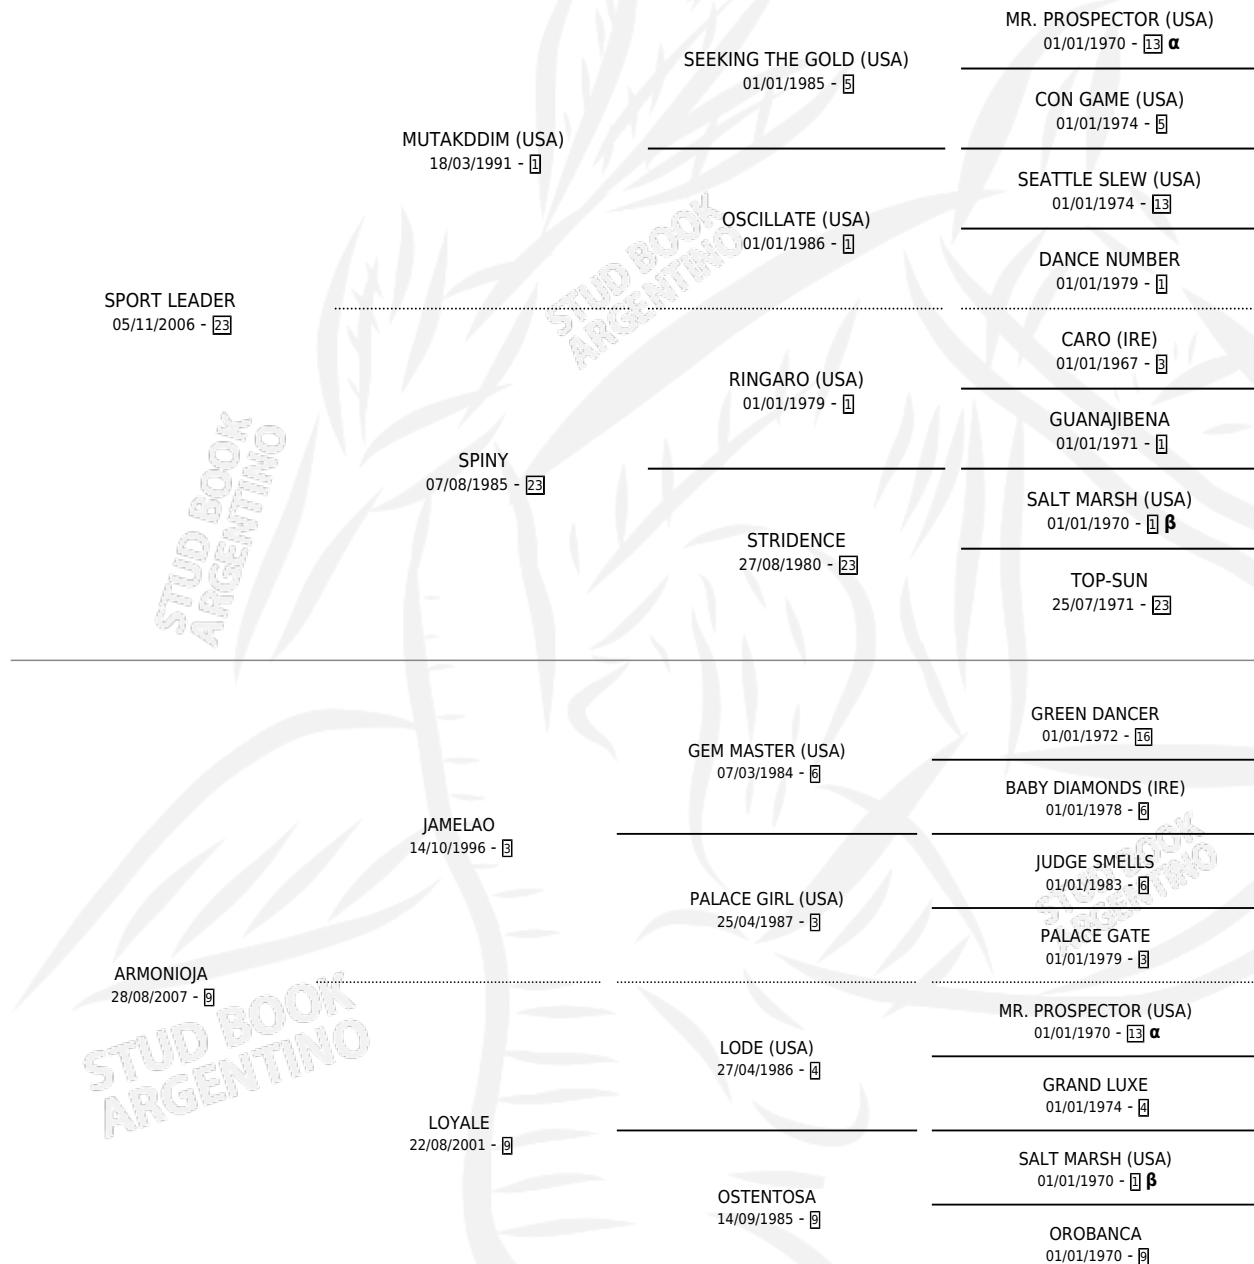 MR. PROSPECTOR (USA)
01/01/1970 - 13 α
SEEKING THE GOLD (USA)
01/01/1985 - 5
CON GAME (USA)
01/01/1974 - 5
MUTAKDDIM (USA)
18/03/1991 - 1
SEATTLE SLEW (USA)
01/01/1974 - 13
OSCILLATE (USA)
01/01/1986 - 1
DANCE NUMBER
01/01/1979 - 1
SPORT LEADER
05/11/2006 - 23
CARO (IRE)
01/01/1967 - 3
RINGARO (USA)
01/01/1979 - 1
GUANAJIBENA
01/01/1971 - 1
SPINY
07/08/1985 - 23
SALT MARSH (USA)
01/01/1970 - 1 β
STRIDENCE
27/08/1980 - 23
TOP-SUN
25/07/1971 - 23
STUD BOOK
ARGENTINO
STUD BOOK
ARGENTINO
GREEN DANCER
01/01/1972 - 16
GEM MASTER (USA)
07/03/1984 - 6
BABY DIAMONDS (IRE)
01/01/1978 - 6
JAMELAO
14/10/1996 - 3
JUDGE SMELLS
01/01/1983 - 6
PALACE GIRL (USA)
25/04/1987 - 3
PALACE GATE
01/01/1979 - 3
ARMONIOJA
28/08/2007 - 9
MR. PROSPECTOR (USA)
01/01/1970 - 13 α
LODE (USA)
27/04/1986 - 4
GRAND LUXE
01/01/1974 - 4
LOYALE
22/08/2001 - 9
SALT MARSH (USA)
01/01/1970 - 1 β
OSTENTOSA
14/09/1985 - 9
OROBANCA
01/01/1970 - 9
STUD BOOK
ARGENTINO
STUD BOOK
ARGENTINO